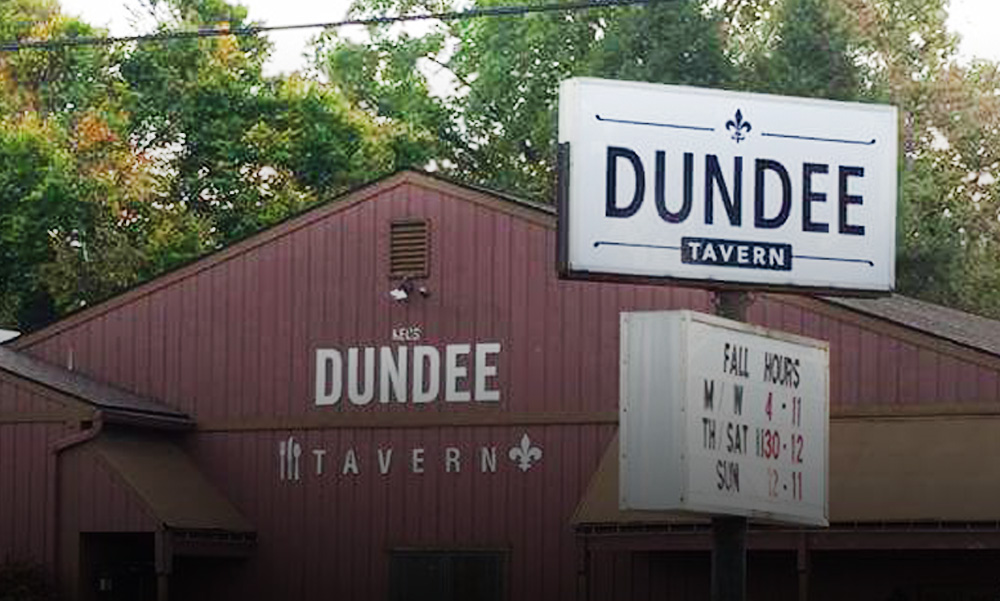 DUNDEE
TAVERN
KEL'S
DUNDEE
TAVERN
FALL HOURS
M / W 4 - 11
TH / SAT 1130 - 12
SUN 12 - 11